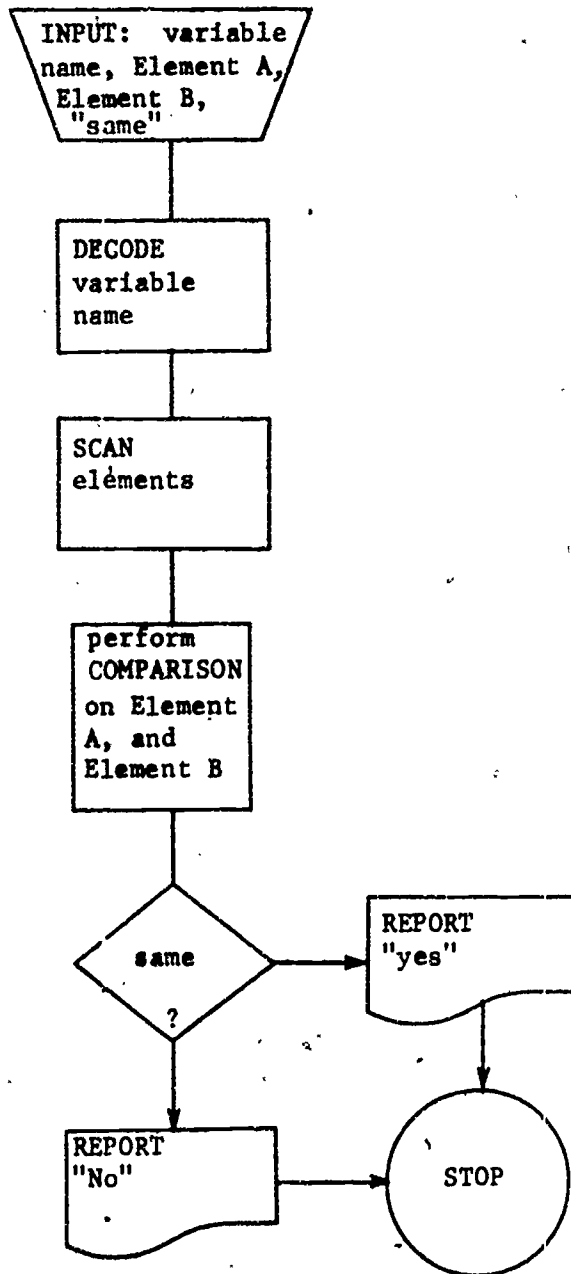 INPUT: variable
name, Element A,
Element B,
"same"
DECODE
variable
name
SCAN
elements
perform
COMPARISON
on Element
A, and
Element B
same
?
REPORT
"yes"
REPORT
"No"
STOP